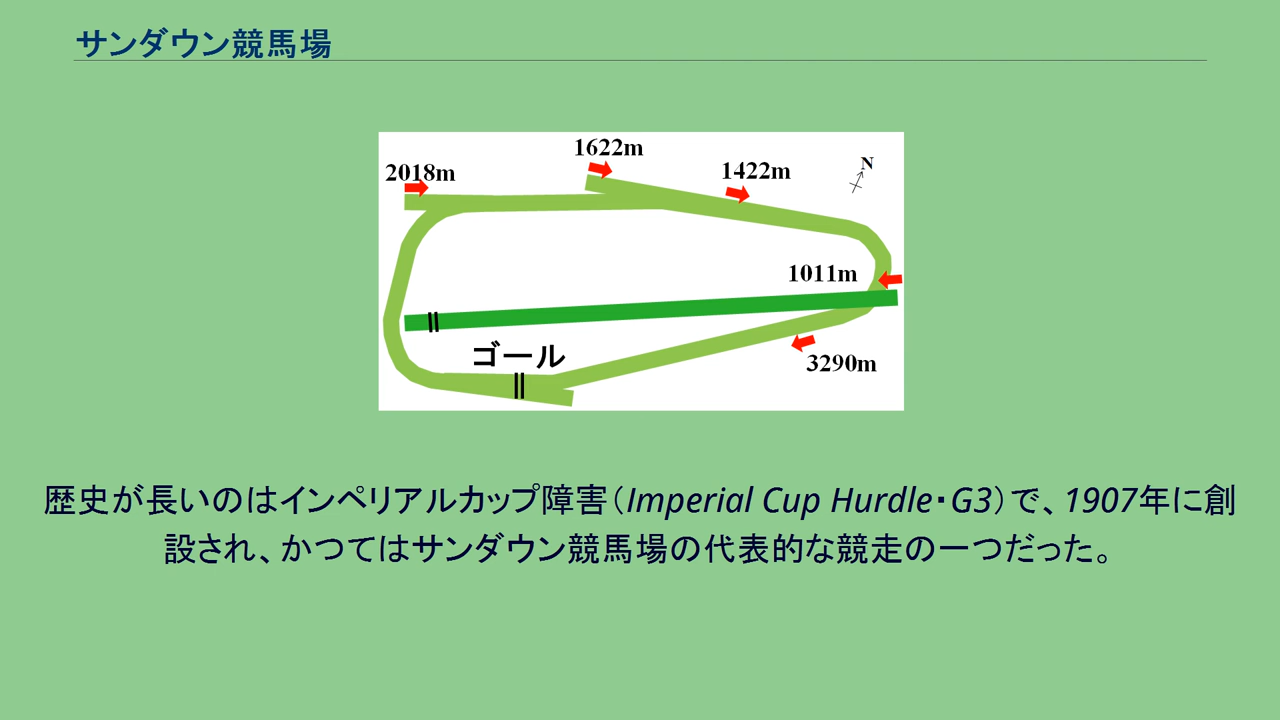 サンダウン競馬場
1622m
2018m
1422m
N
1011m
ゴール
3290m
歴史が長いのはインペリアルカップ障害（Imperial Cup Hurdle・G3）で、1907年に創
設され、かつてはサンダウン競馬場の代表的な競走の一つだった。